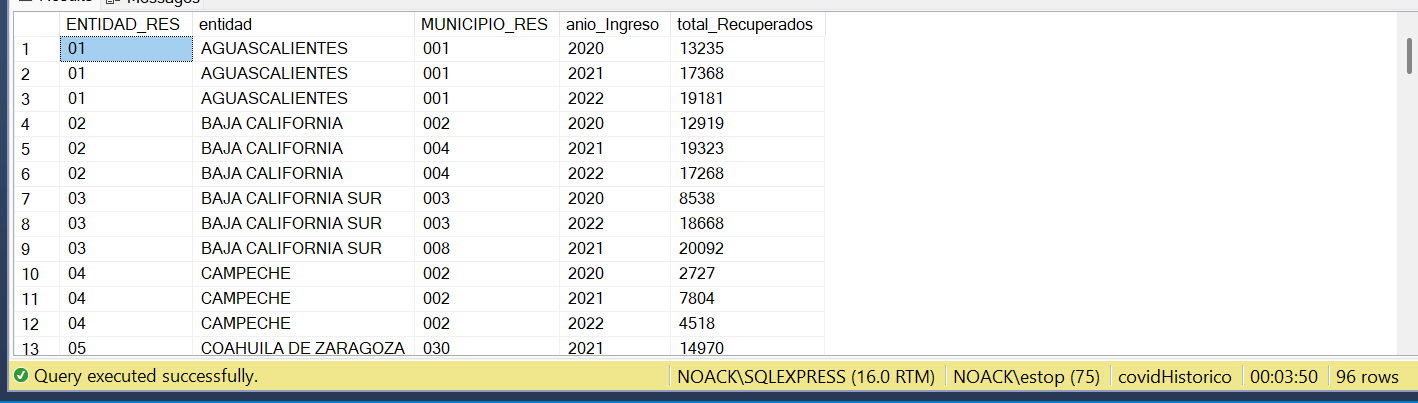 Results Messages
ENTIDAD_RES entidad MUNICIPIO_RES anio_Ingreso total_Recuperados
1 01 AGUASCALIENTES 001 2020 13235
2 01 AGUASCALIENTES 001 2021 17368
3 01 AGUASCALIENTES 001 2022 19181
4 02 BAJA CALIFORNIA 002 2020 12919
5 02 BAJA CALIFORNIA 004 2021 19323
6 02 BAJA CALIFORNIA 004 2022 17268
7 03 BAJA CALIFORNIA SUR 003 2020 8538
8 03 BAJA CALIFORNIA SUR 003 2022 18668
9 03 BAJA CALIFORNIA SUR 008 2021 20092
10 04 CAMPECHE 002 2020 2727
11 04 CAMPECHE 002 2021 7804
12 04 CAMPECHE 002 2022 4518
13 05 COAHUILA DE ZARAGOZA 030 2021 14970
Query executed successfully. NOACK\SQLEXPRESS (16.0 RTM) NOACK\estop (75) covidHistorico 00:03:50 96 rows